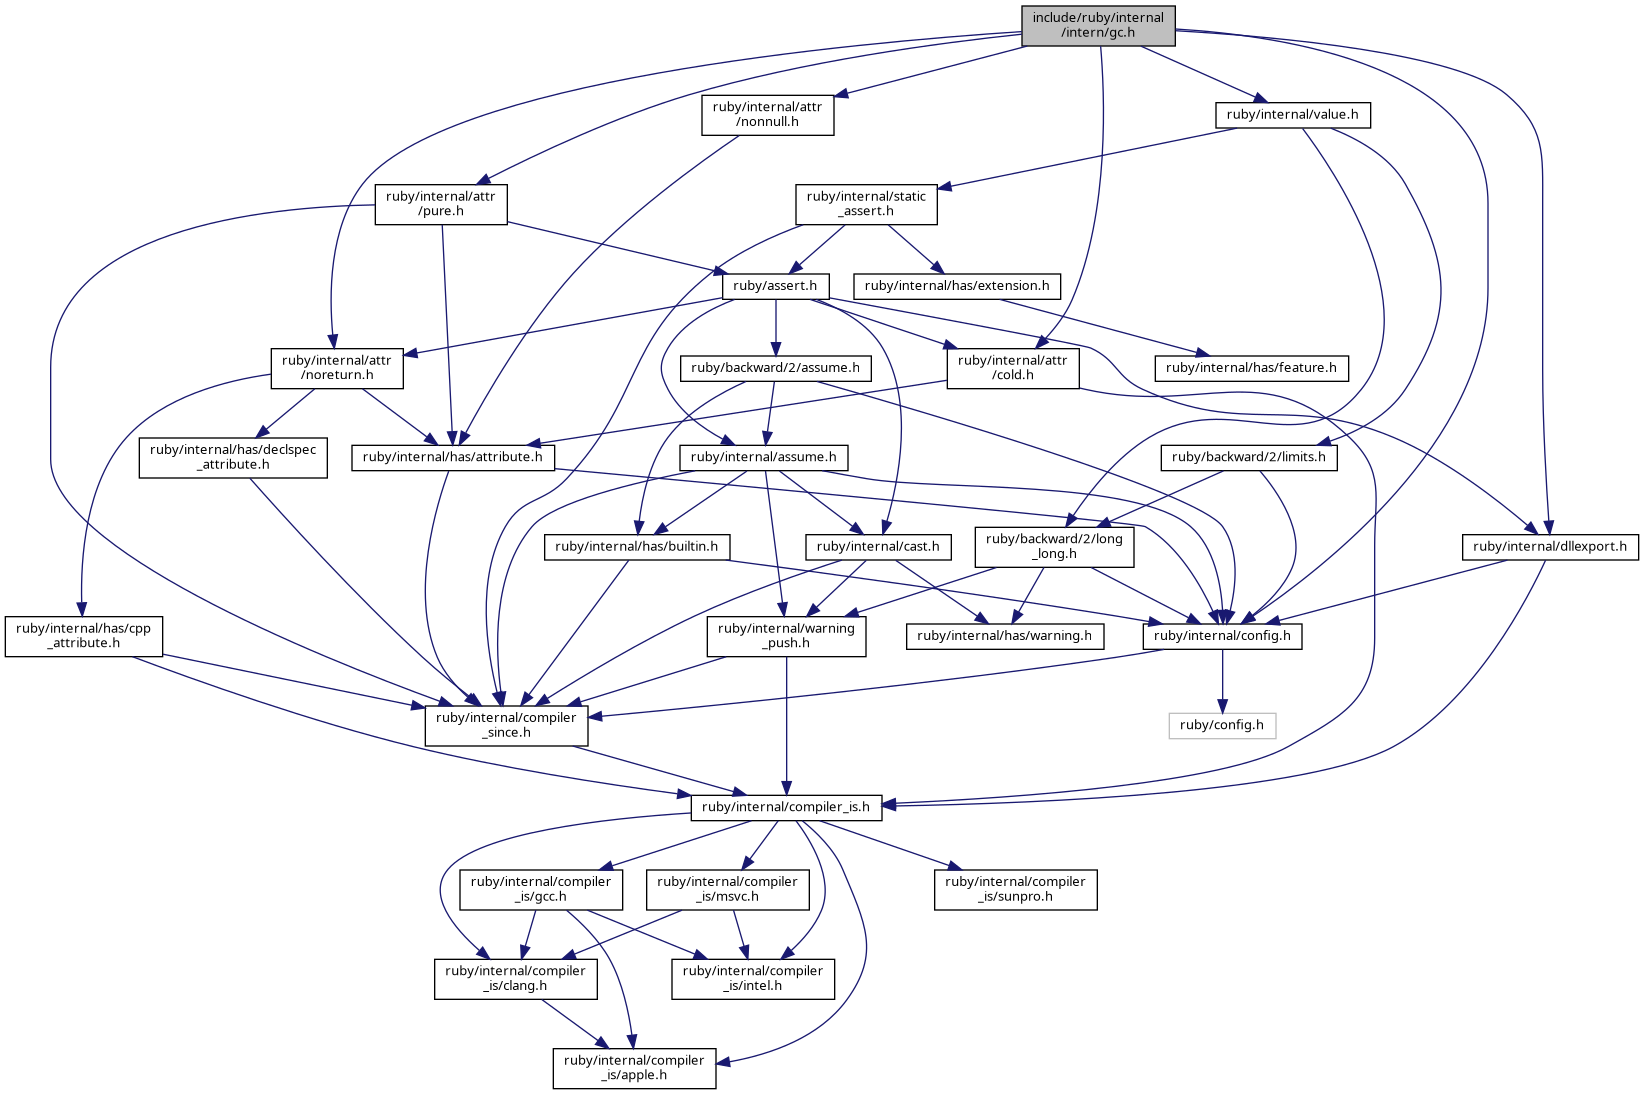 include/ruby/internal
/intern/gc.h
ruby/internal/attr
/nonnull.h
ruby/internal/value.h
ruby/internal/attr
/pure.h
ruby/internal/static
_assert.h
ruby/assert.h
ruby/internal/has/extension.h
ruby/internal/attr
/noreturn.h
ruby/backward/2/assume.h
ruby/internal/attr
/cold.h
ruby/internal/has/feature.h
ruby/internal/has/declspec
_attribute.h
ruby/internal/has/attribute.h
ruby/internal/assume.h
ruby/backward/2/limits.h
ruby/internal/has/builtin.h
ruby/internal/cast.h
ruby/backward/2/long
_long.h
ruby/internal/dllexport.h
ruby/internal/has/cpp
_attribute.h
ruby/internal/warning
_push.h
ruby/internal/has/warning.h
ruby/internal/config.h
ruby/internal/compiler
_since.h
ruby/config.h
ruby/internal/compiler_is.h
ruby/internal/compiler
_is/gcc.h
ruby/internal/compiler
_is/msvc.h
ruby/internal/compiler
_is/sunpro.h
ruby/internal/compiler
_is/clang.h
ruby/internal/compiler
_is/intel.h
ruby/internal/compiler
_is/apple.h